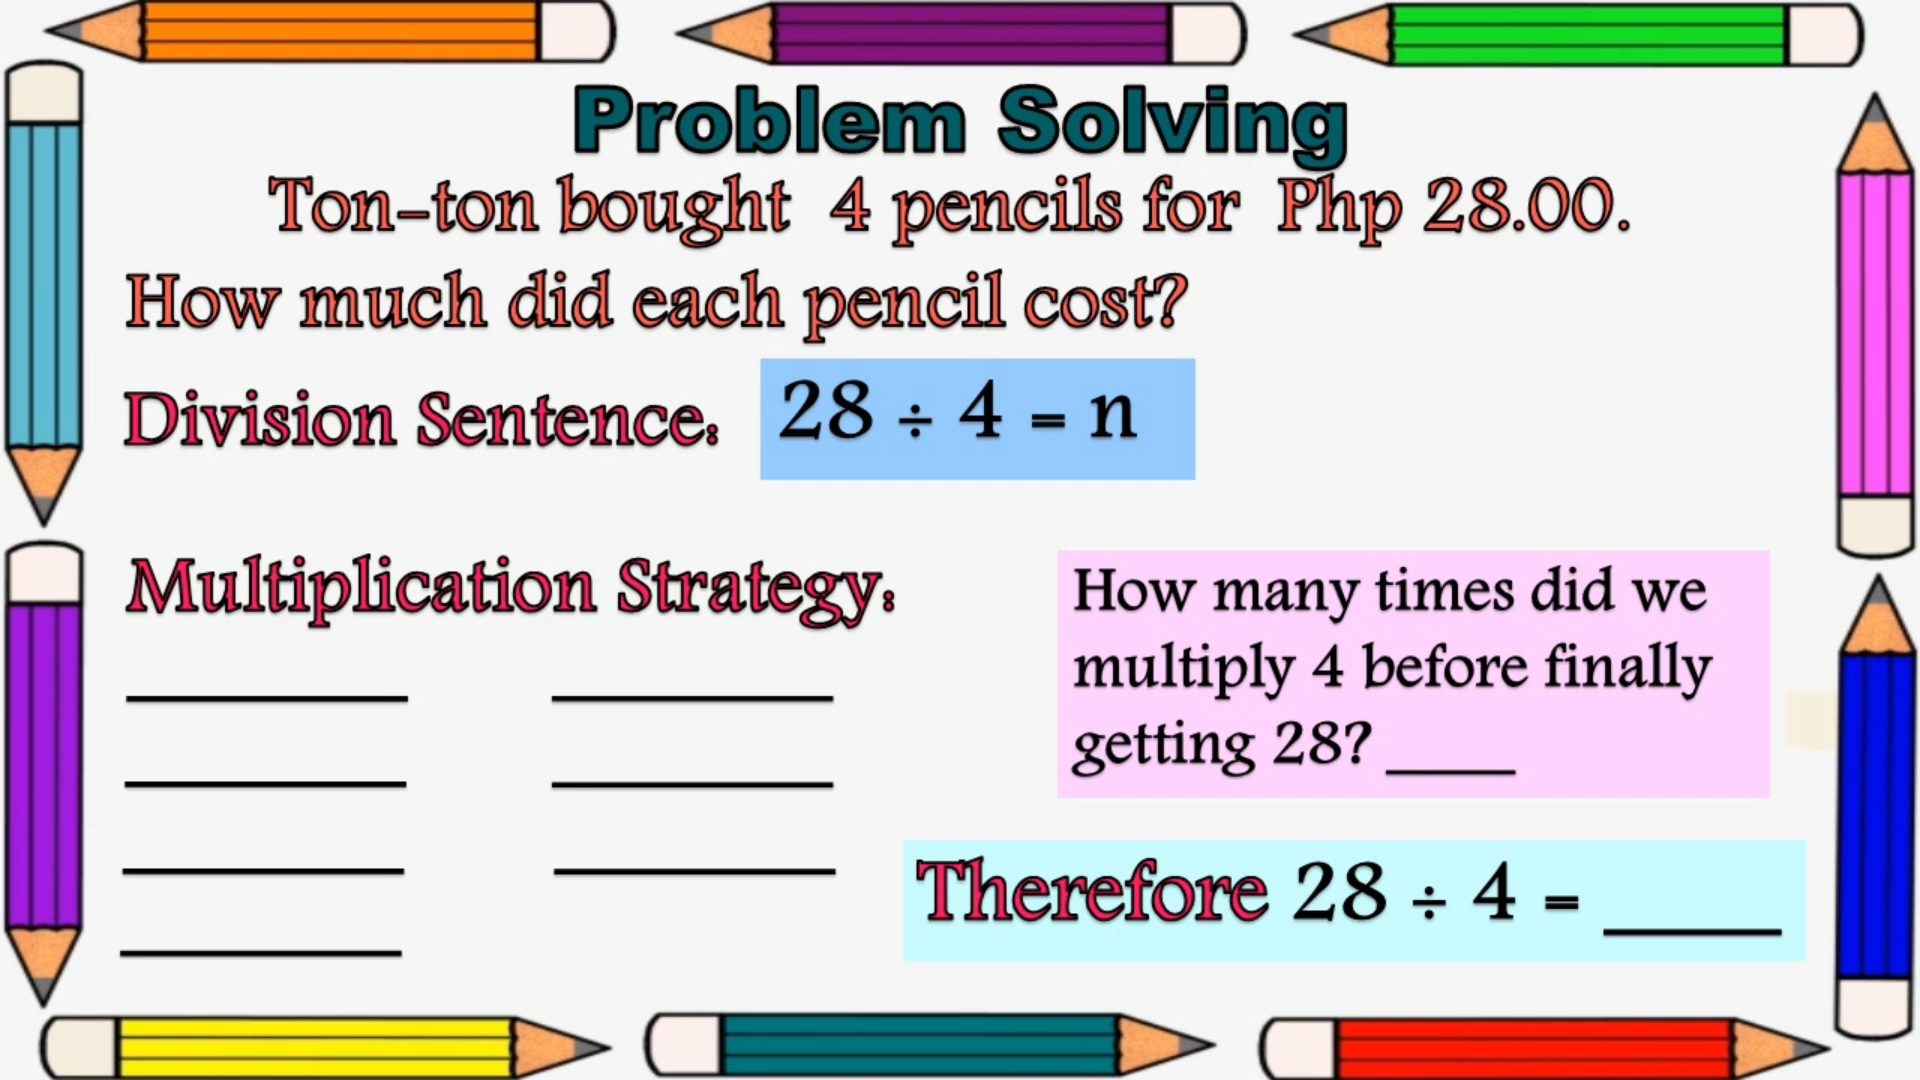 Problem Solving
Ton-ton bought 4 pencils for Php 28.00.
How much did each pencil cost?
Division Sentence: 28 ÷ 4 = n
Multiplication Strategy:
How many times did we
multiply 4 before finally
getting 28? ____
Therefore 28 ÷ 4 = ____